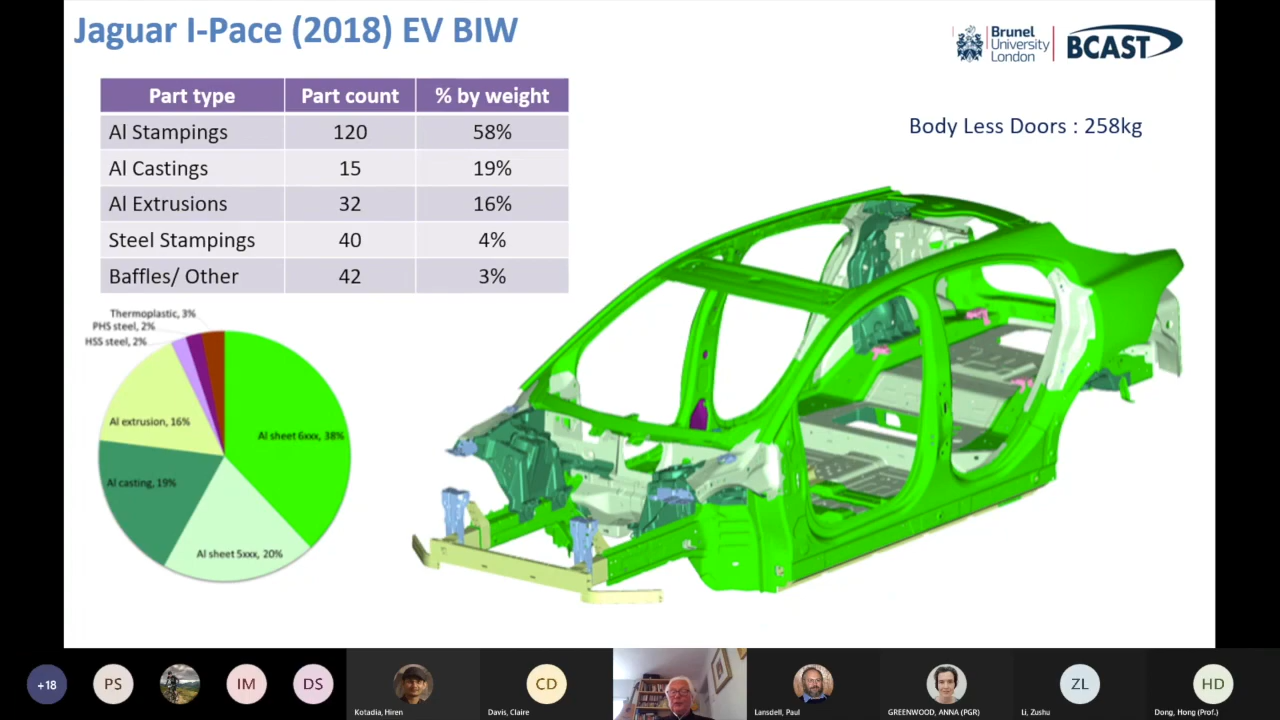 Jaguar I-Pace (2018) EV BIW
Brunel
University
London
BCAST
Part type Part count % by weight
Al Stampings 120 58%
Al Castings 15 19%
Al Extrusions 32 16%
Steel Stampings 40 4%
Baffles/ Other 42 3%
Body Less Doors : 258kg
Thermoplastic, 3%
PHS steel, 2%
HSS steel, 2%
Al extrusion, 16%
Al sheet 6xxx, 38%
Al casting, 19%
Al sheet 5xxx, 20%
+18
PS
IM
DS
Kotadia, Hiren
CD
Davis, Claire
Lansdell, Paul
GREENWOOD, ANNA (PGR)
ZL
Li, Zushu
HD
Dong, Hong (Prof.)